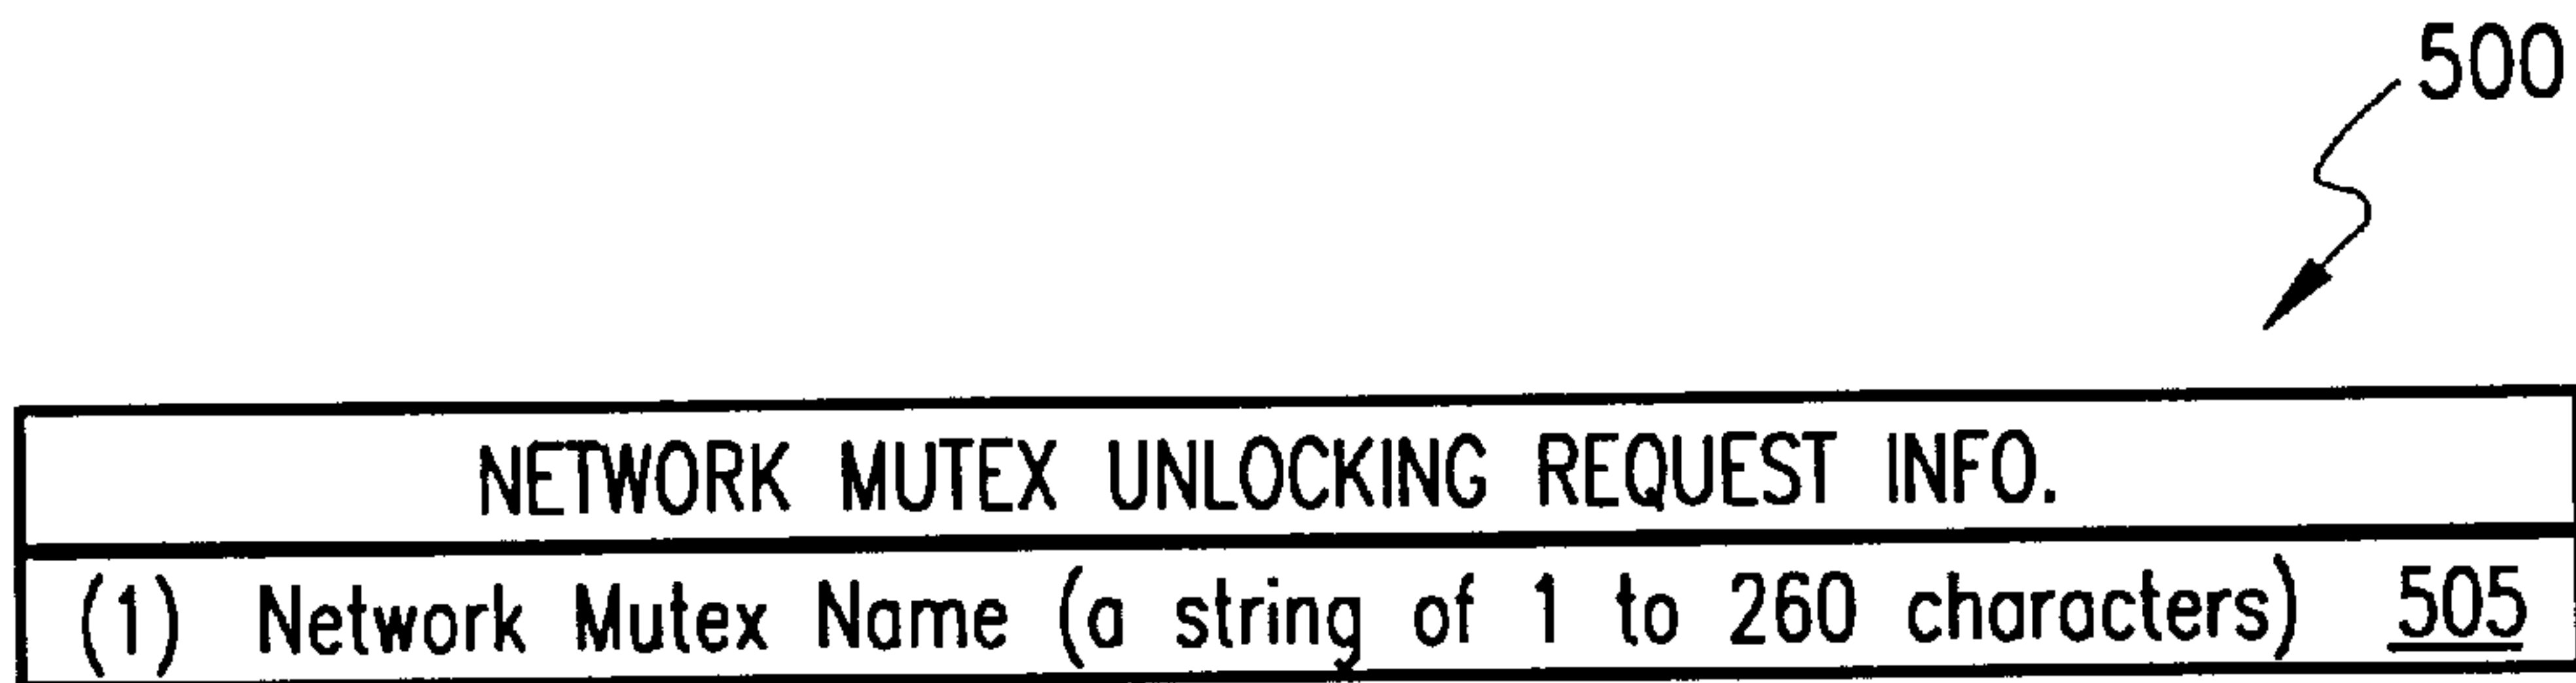 500
NETWORK MUTEX UNLOCKING REQUEST INFO.
(1) Network Mutex Name (a string of 1 to 260 characters) 505